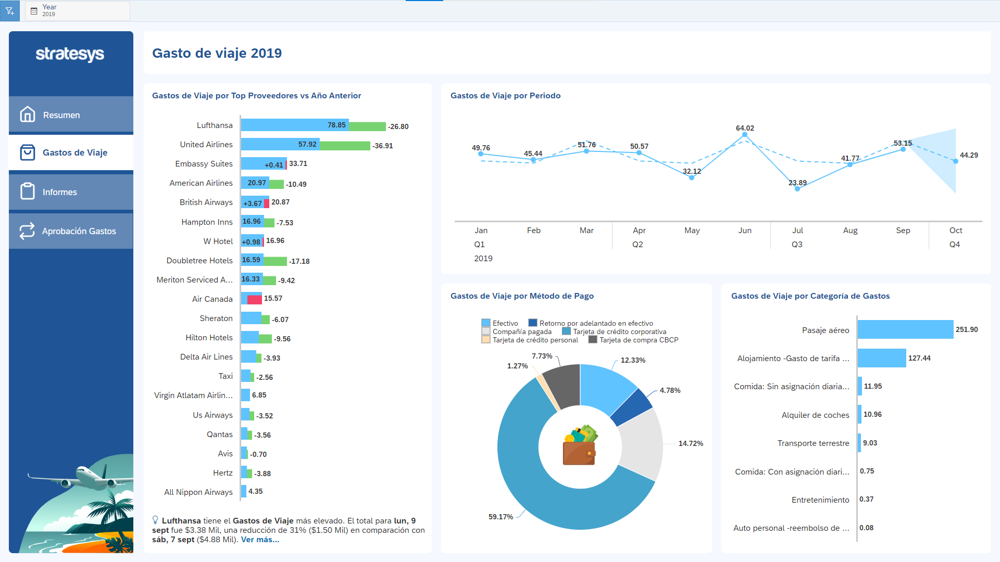 Year
2019
stratesys
Resumen
Gastos de Viaje
Informes
Aprobación Gastos
Gasto de viaje 2019
Gastos de Viaje por Top Proveedores vs Año Anterior
Lufthansa 78.85 -26.80
United Airlines 57.92 -36.91
Embassy Suites +0.41 33.71
American Airlines 20.97 -10.49
British Airways +3.67 20.87
Hampton Inns 16.96 -7.53
W Hotel +0.98 16.96
Doubletree Hotels 16.59 -17.18
Meriton Serviced A... 16.33 -9.42
Air Canada 15.57
Sheraton -6.07
Hilton Hotels -9.56
Delta Air Lines -3.93
Taxi -2.56
Virgin Atlatam Airlin... 6.85
Us Airways -3.52
Qantas -3.56
Avis -0.70
Hertz -3.88
All Nippon Airways 4.35
Lufthansa tiene el Gastos de Viaje más elevado. El total para lun, 9
sept fue $3.38 Mil, una reducción de 31% ($1.50 Mil) en comparación con
sáb, 7 sept ($4.88 Mil). Ver más...
Gastos de Viaje por Periodo
49.76 45.44 51.76 50.57 32.12 64.02 23.89 41.77 53.15 44.29
Jan Feb Mar Apr May Jun Jul Aug Sep Oct
Q1 Q2 Q3 Q4
2019
Gastos de Viaje por Método de Pago
Efectivo Retorno por adelantado en efectivo
Compañía pagada Tarjeta de crédito corporativa
Tarjeta de crédito personal Tarjeta de compra CBCP
7.73% 12.33%
1.27%
4.78%
14.72%
59.17%
Gastos de Viaje por Categoría de Gastos
Pasaje aéreo 251.90
Alojamiento -Gasto de tarifa ... 127.44
Comida: Sin asignación diaria... 11.95
Alquiler de coches 10.96
Transporte terrestre 9.03
Comida: Con asignación diari... 0.75
Entretenimiento 0.37
Auto personal -reembolso de ... 0.08